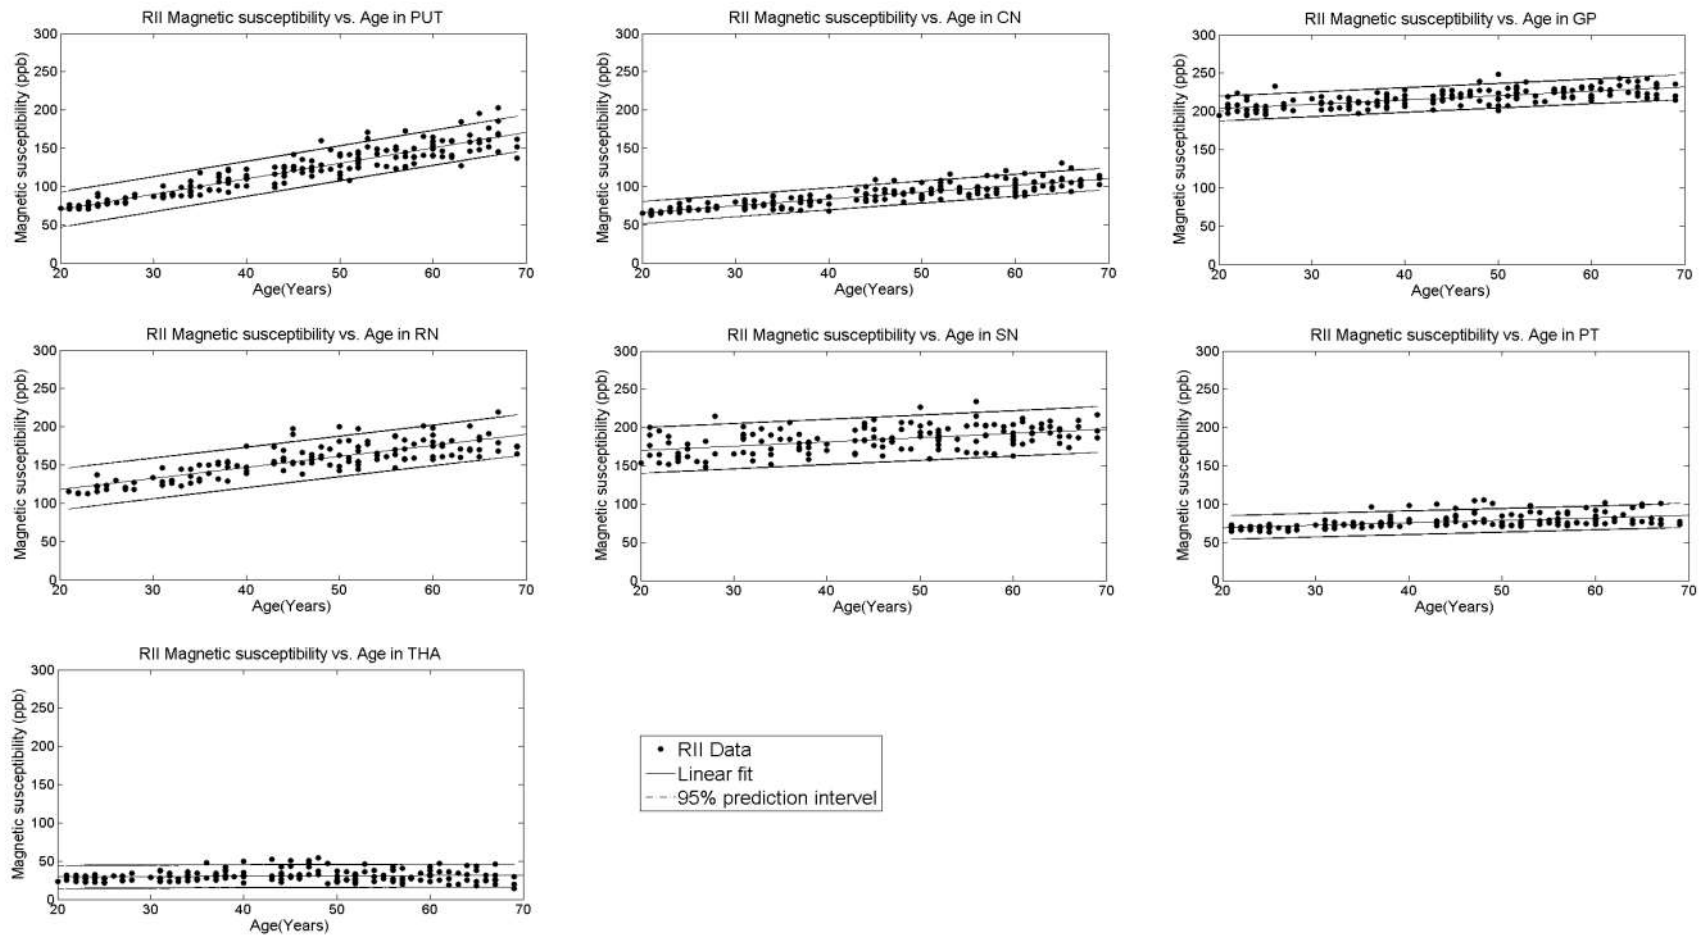 RII Magnetic susceptibility vs. Age in PUT
Magnetic susceptibility (ppb)
300
250
200
150
100
50
0
20 30 40 50 60 70
Age(Years)
RII Magnetic susceptibility vs. Age in CN
Magnetic susceptibility (ppb)
300
250
200
150
100
50
0
20 30 40 50 60 70
Age(Years)
RII Magnetic susceptibility vs. Age in GP
Magnetic susceptibility (ppb)
300
250
200
150
100
50
0
20 30 40 50 60 70
Age(Years)
RII Magnetic susceptibility vs. Age in RN
Magnetic susceptibility (ppb)
300
250
200
150
100
50
0
20 30 40 50 60 70
Age(Years)
RII Magnetic susceptibility vs. Age in SN
Magnetic susceptibility (ppb)
300
250
200
150
100
50
0
20 30 40 50 60 70
Age(Years)
RII Magnetic susceptibility vs. Age in PT
Magnetic susceptibility (ppb)
300
250
200
150
100
50
0
20 30 40 50 60 70
Age(Years)
RII Magnetic susceptibility vs. Age in THA
Magnetic susceptibility (ppb)
300
250
200
150
100
50
0
20 30 40 50 60 70
Age(Years)
RII Data
Linear fit
95% prediction intervel